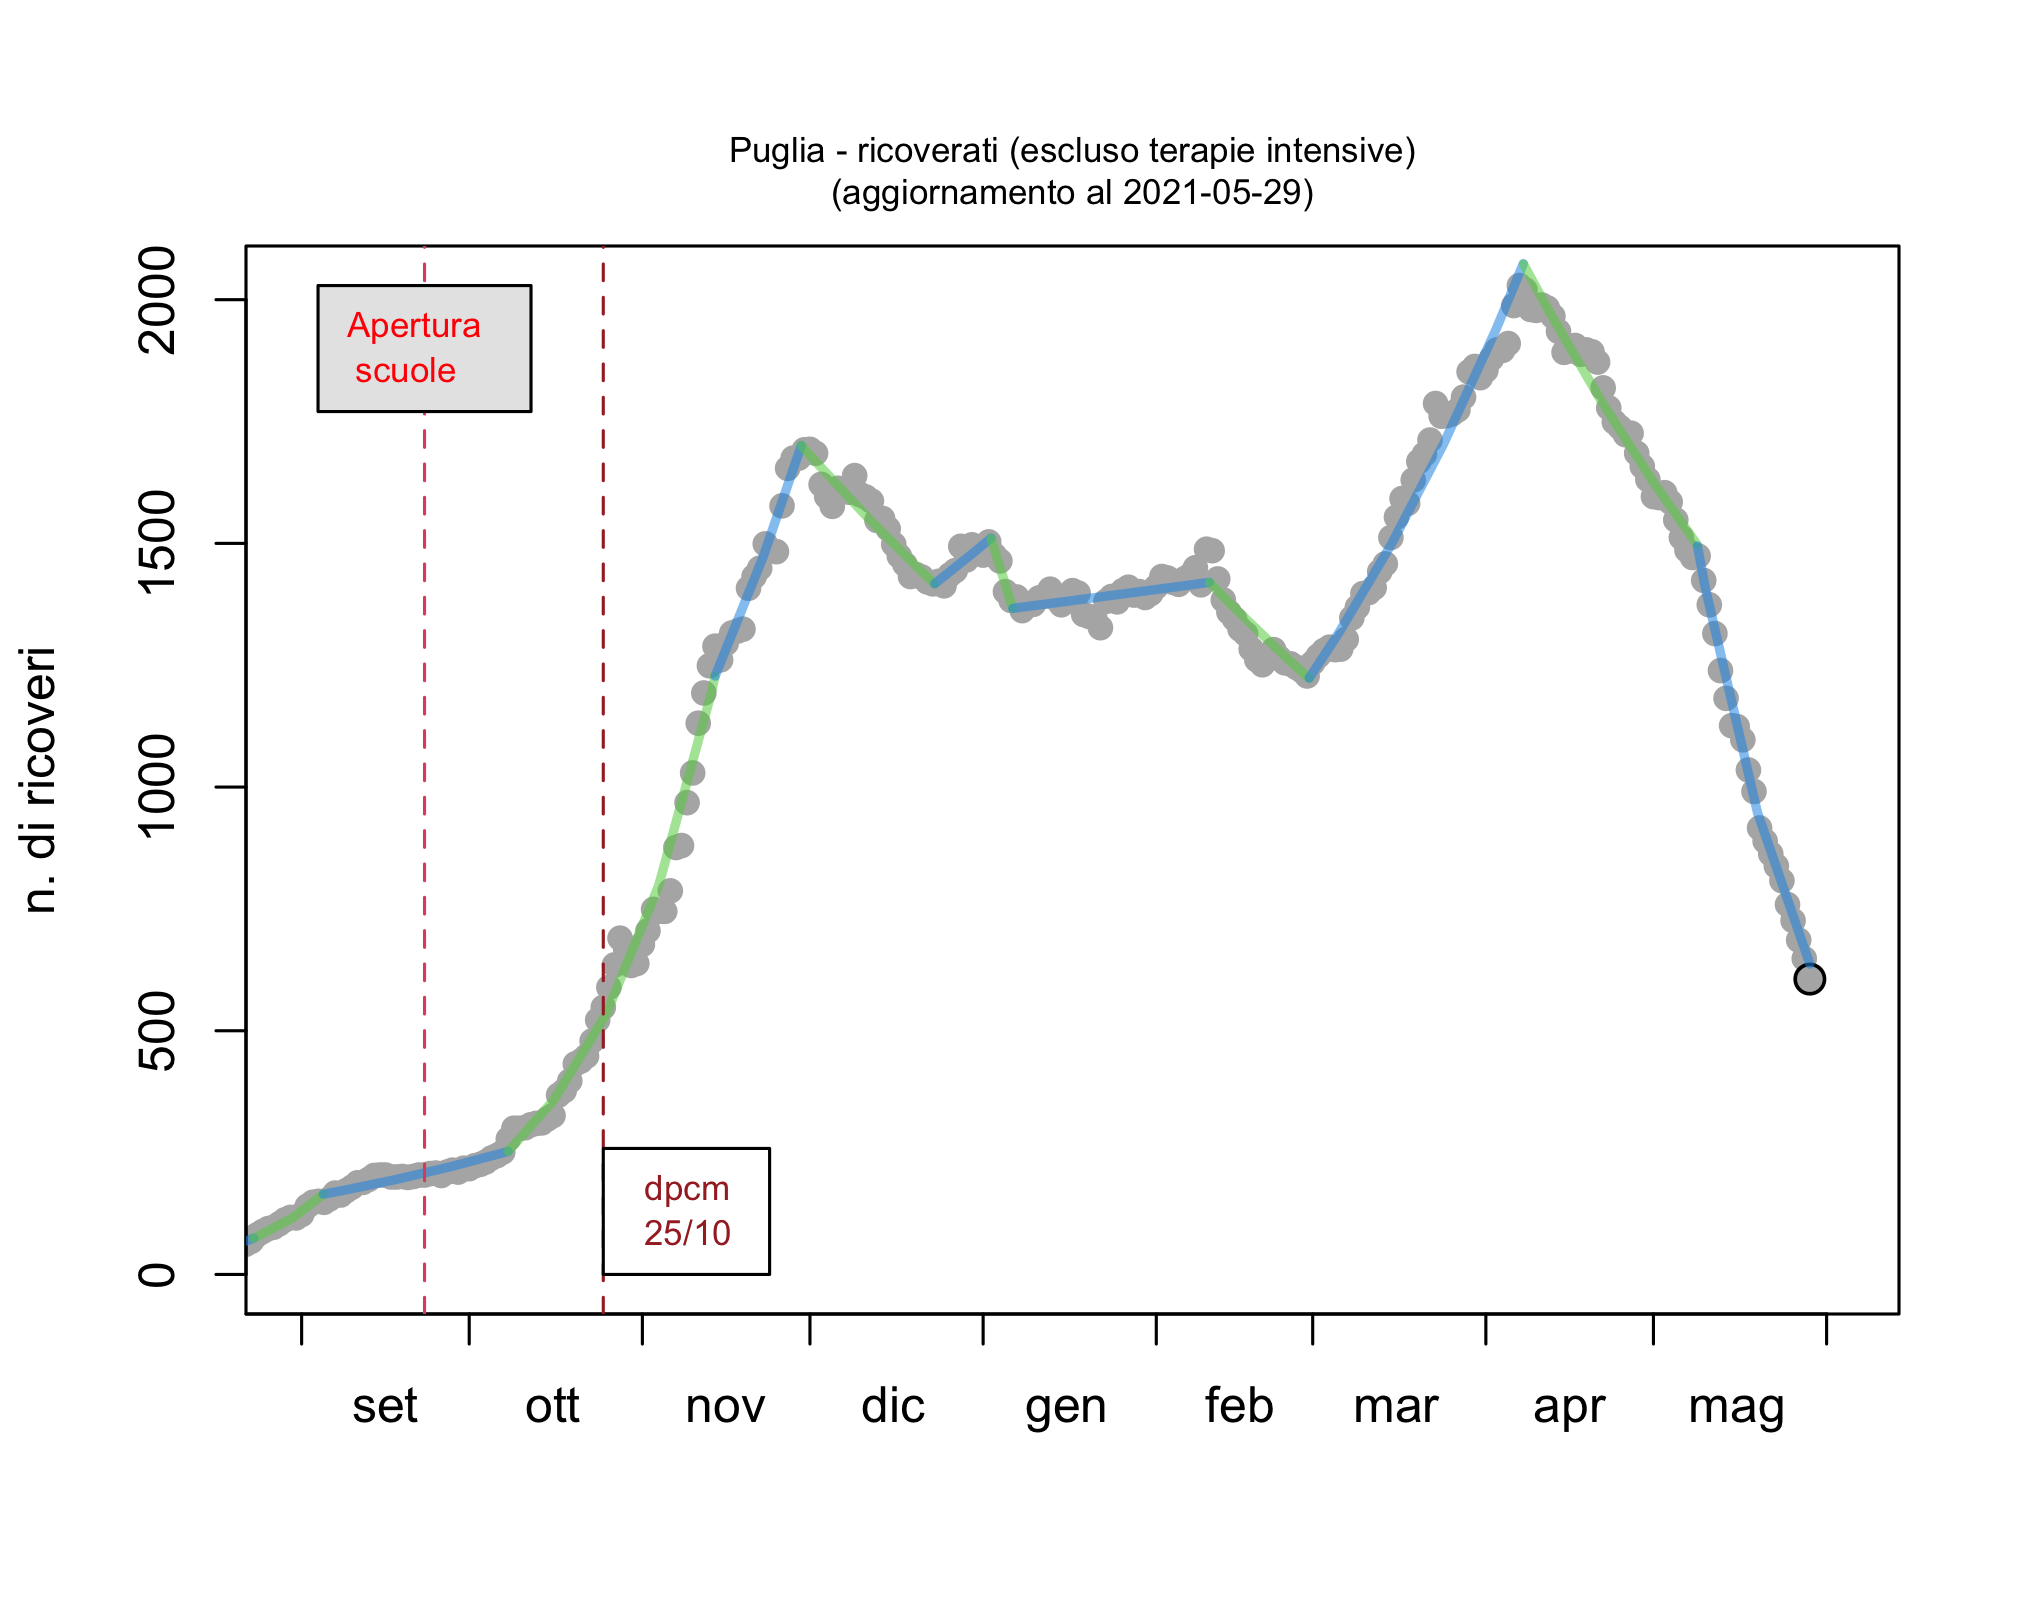 Puglia - ricoverati (escluso terapie intensive)
(aggiornamento al 2021-05-29)
n. di ricoveri
2000
1500
1000
500
0
Apertura
scuole
dpcm
25/10
set ott nov dic gen feb mar apr mag